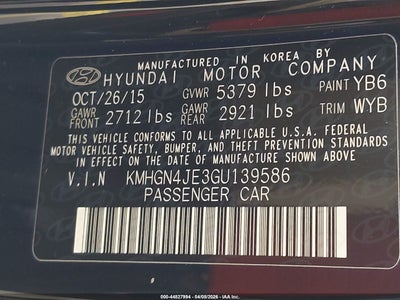 MANUFACTURED IN KOREA BY
HYUNDAI MOTOR COMPANY
OCT/26/15 GVWR 5379 lbs PAINT YB6
GAWR FRONT 2712 lbs GAWR REAR 2921 lbs TRIM WYB
THIS VEHICLE CONFORMS TO ALL APPLICABLE U.S.A. FEDERAL
MOTOR VEHICLE SAFETY, BUMPER, AND THEFT PREVENTION
STANDARDS IN EFFECT ON THE DATE OF MANUFACTURE SHOWN ABOVE.
V.I.N KMHGN4JE3GU139586
PASSENGER CAR
000-44827994 - 04/09/2026 - IAA Inc.